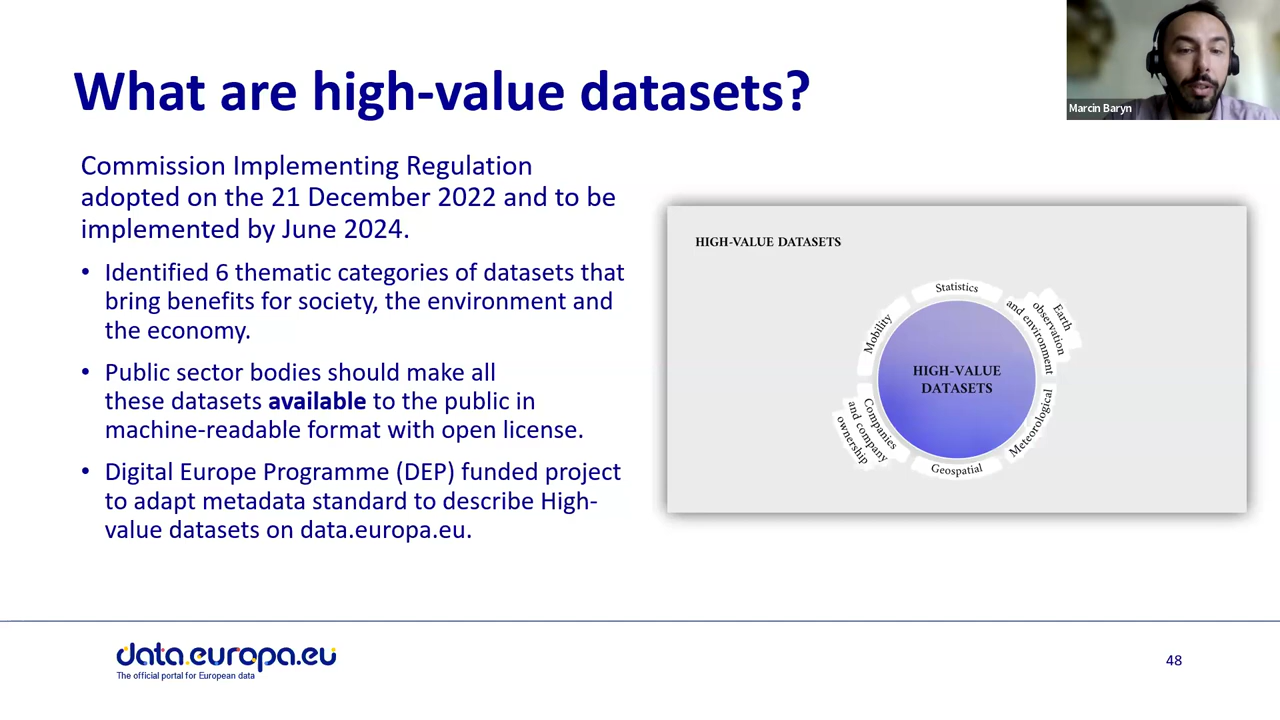 What are high-value datasets?
Marcin Baryn
Commission Implementing Regulation
adopted on the 21 December 2022 and to be
implemented by June 2024.
• Identified 6 thematic categories of datasets that
bring benefits for society, the environment and
the economy.
• Public sector bodies should make all
these datasets available to the public in
machine-readable format with open license.
• Digital Europe Programme (DEP) funded project
to adapt metadata standard to describe High-
value datasets on data.europa.eu.
HIGH-VALUE DATASETS
Statistics
Earth
observation
and environment
Meteorological
Geospatial
Companies
and company
ownership
Mobility
HIGH-VALUE
DATASETS
data.europa.eu
The official portal for European data
48